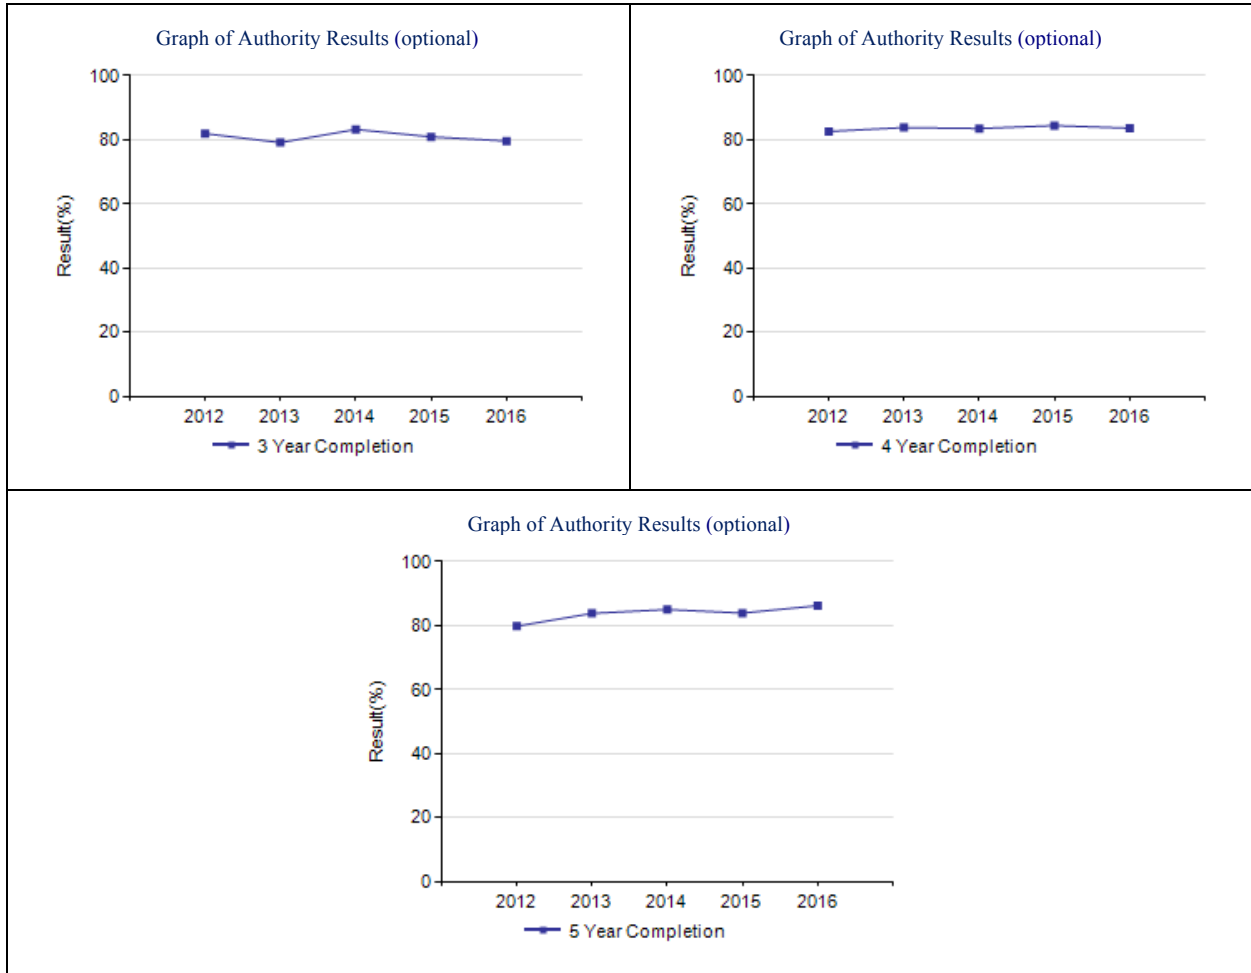 Graph of Authority Results (optional)
100
80
60
40
20
0
Result(%)
2012 2013 2014 2015 2016
3 Year Completion
Graph of Authority Results (optional)
100
80
60
40
20
0
Result(%)
2012 2013 2014 2015 2016
4 Year Completion
Graph of Authority Results (optional)
100
80
60
40
20
0
Result(%)
2012 2013 2014 2015 2016
5 Year Completion